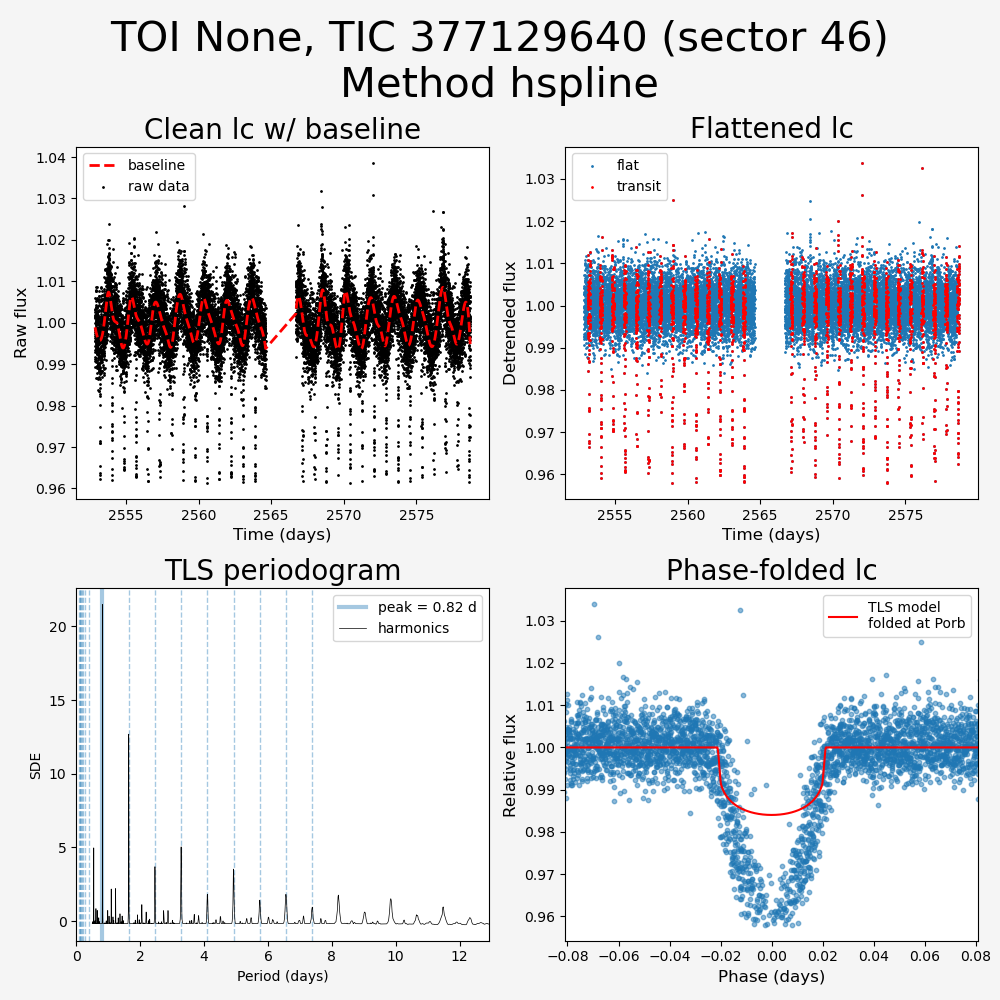 TOI None, TIC 377129640 (sector 46)
Method hspline
Clean lc w/ baseline
Flattened lc
baseline
raw data
flat
transit
Raw flux
1.04
1.03
1.02
1.01
1.00
0.99
0.98
0.97
0.96
2555
2560
2565
2570
2575
Time (days)
Detrended flux
1.03
1.02
1.01
1.00
0.99
0.98
0.97
0.96
2555
2560
2565
2570
2575
Time (days)
TLS periodogram
Phase-folded lc
peak = 0.82 d
harmonics
SDE
20
15
10
5
0
0
2
4
6
8
10
12
Period (days)
TLS model
folded at Porb
Relative flux
1.03
1.02
1.01
1.00
0.99
0.98
0.97
0.96
−0.08
−0.06
−0.04
−0.02
0.00
0.02
0.04
0.06
0.08
Phase (days)